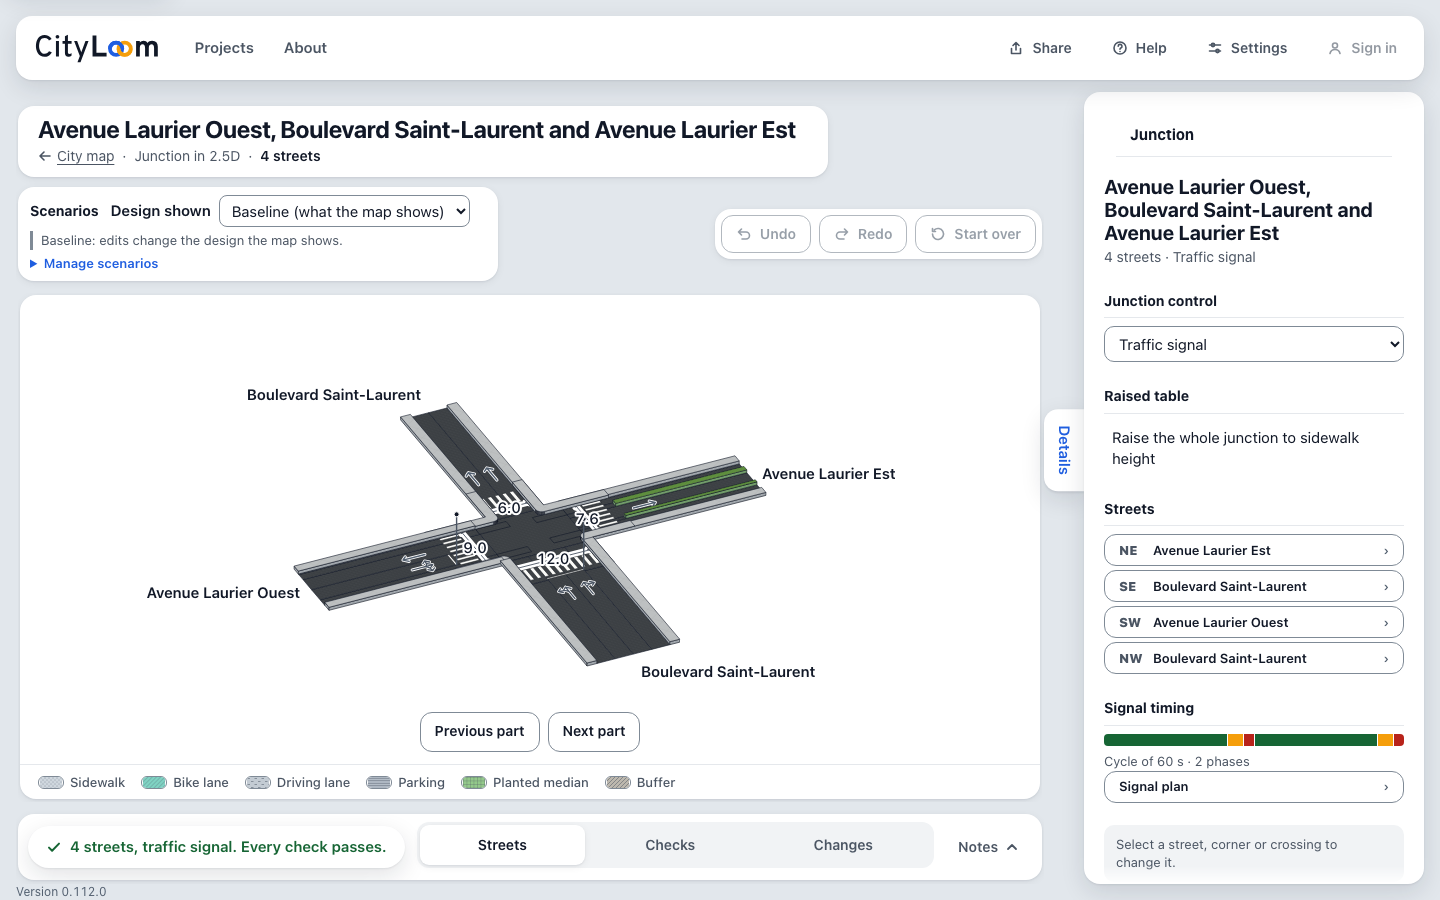 CityLoom
Projects
About
Share
Help
Settings
Sign in
Avenue Laurier Ouest, Boulevard Saint-Laurent and Avenue Laurier Est
City map · Junction in 2.5D · 4 streets
Scenarios
Design shown
Baseline (what the map shows)
Baseline: edits change the design the map shows.
Manage scenarios
Undo
Redo
Start over
Boulevard Saint-Laurent
Avenue Laurier Est
6.0
7.6
9.0
12.0
Avenue Laurier Ouest
Boulevard Saint-Laurent
Previous part
Next part
Sidewalk
Bike lane
Driving lane
Parking
Planted median
Buffer
4 streets, traffic signal. Every check passes.
Streets
Checks
Changes
Notes
Version 0.112.0
Details
Junction
Avenue Laurier Ouest,
Boulevard Saint-Laurent and
Avenue Laurier Est
4 streets · Traffic signal
Junction control
Traffic signal
Raised table
Raise the whole junction to sidewalk
height
Streets
NE Avenue Laurier Est ›
SE Boulevard Saint-Laurent ›
SW Avenue Laurier Ouest ›
NW Boulevard Saint-Laurent ›
Signal timing
Cycle of 60 s · 2 phases
Signal plan ›
Select a street, corner or crossing to
change it.